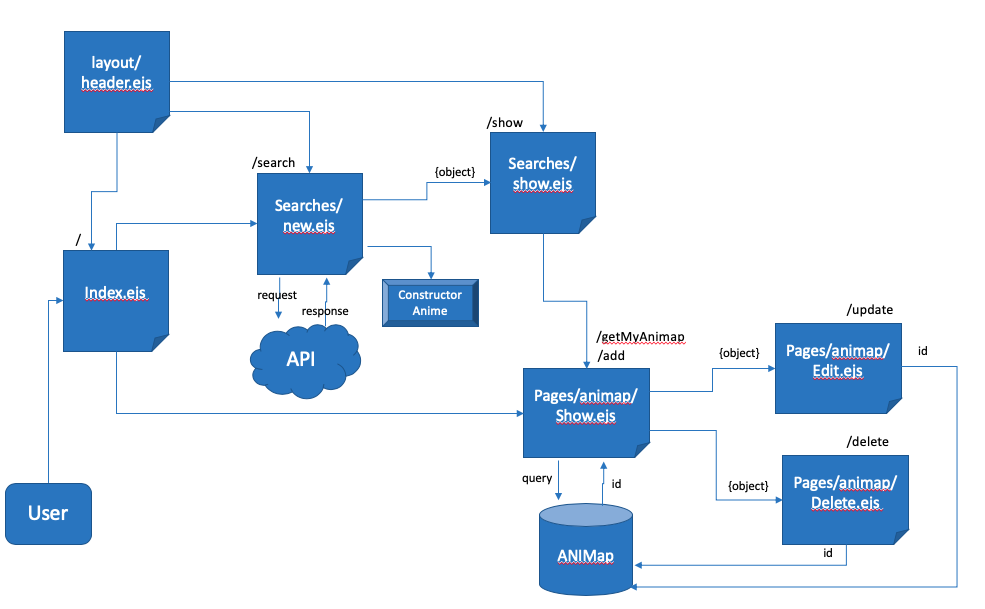 layout/
header.ejs
/show
Searches/
show.ejs
/search
{object}
Searches/
new.ejs
/
Index.ejs
request
response
Constructor
Anime
API
/getMyAnimap
/add
/update
{object}
id
Pages/animap/
Edit.ejs
Pages/animap/
Show.ejs
/delete
query
id
{object}
Pages/animap/
Delete.ejs
User
ANIMap
id